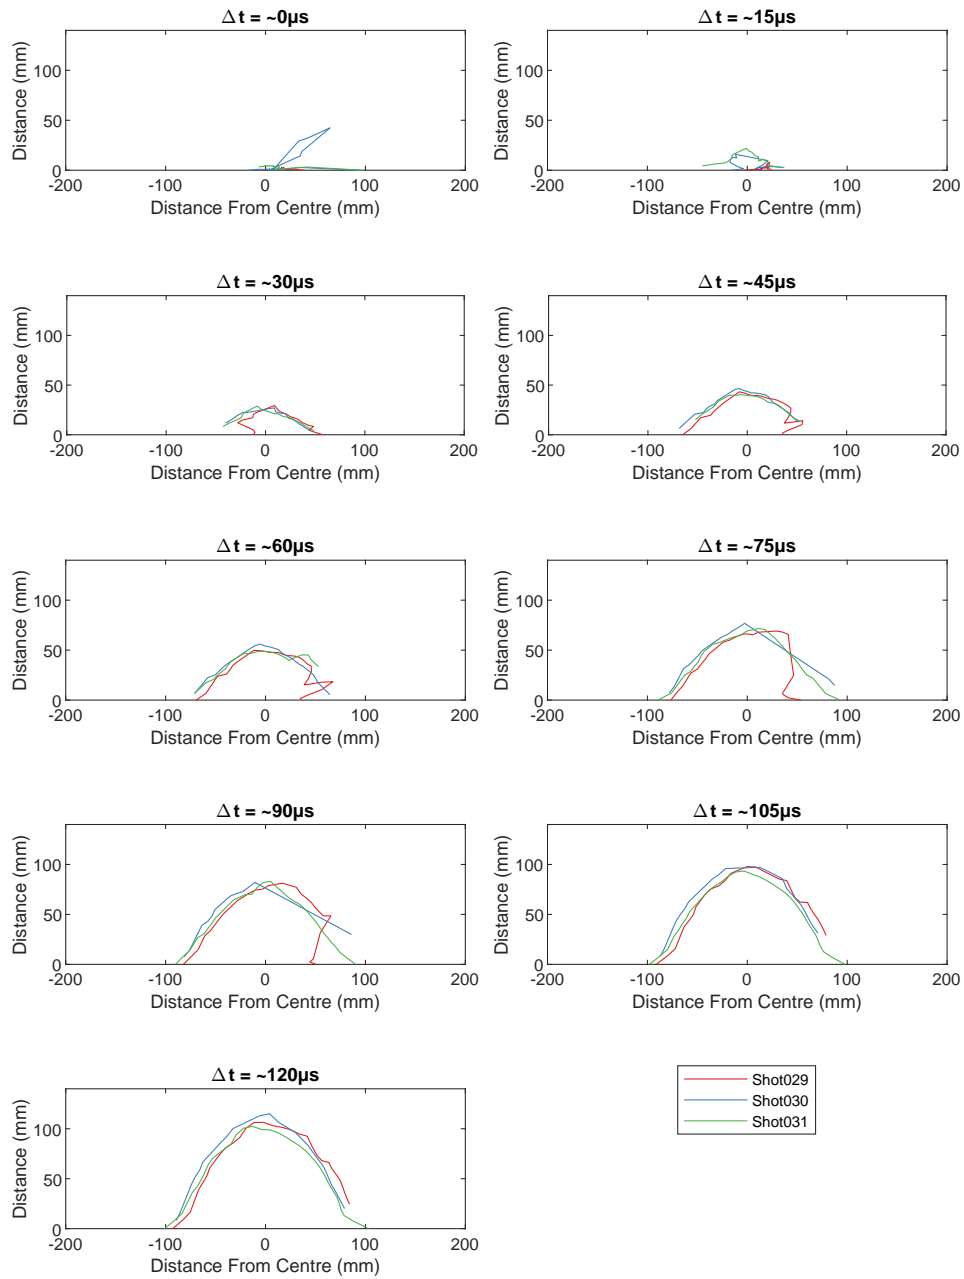 Δt = ~0µs
Distance (mm)
100
50
0
-200 -100 0 100 200
Distance From Centre (mm)
Δt = ~15µs
Distance (mm)
100
50
0
-200 -100 0 100 200
Distance From Centre (mm)
Δt = ~30µs
Distance (mm)
100
50
0
-200 -100 0 100 200
Distance From Centre (mm)
Δt = ~45µs
Distance (mm)
100
50
0
-200 -100 0 100 200
Distance From Centre (mm)
Δt = ~60µs
Distance (mm)
100
50
0
-200 -100 0 100 200
Distance From Centre (mm)
Δt = ~75µs
Distance (mm)
100
50
0
-200 -100 0 100 200
Distance From Centre (mm)
Δt = ~90µs
Distance (mm)
100
50
0
-200 -100 0 100 200
Distance From Centre (mm)
Δt = ~105µs
Distance (mm)
100
50
0
-200 -100 0 100 200
Distance From Centre (mm)
Δt = ~120µs
Distance (mm)
100
50
0
-200 -100 0 100 200
Distance From Centre (mm)
Shot029
Shot030
Shot031